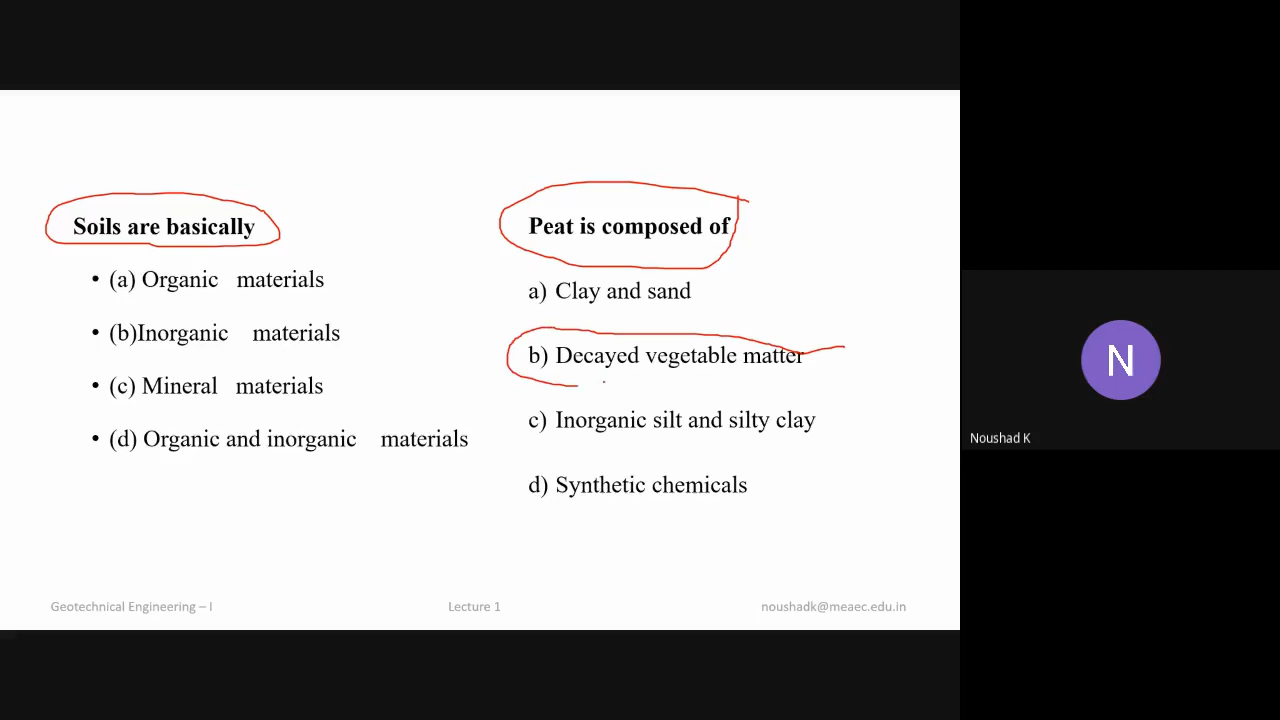 Soils are basically
• (a) Organic materials
• (b)Inorganic materials
• (c) Mineral materials
• (d) Organic and inorganic materials
Peat is composed of
a) Clay and sand
b) Decayed vegetable matter
c) Inorganic silt and silty clay
d) Synthetic chemicals
Geotechnical Engineering – I
Lecture 1
noushadk@meaec.edu.in
N
Noushad K